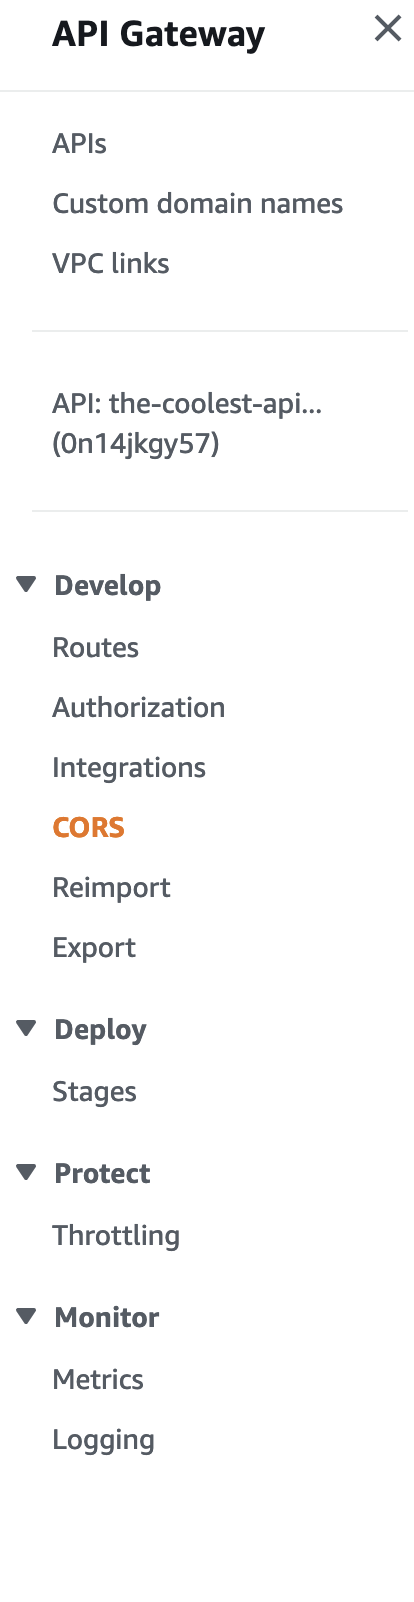 API Gateway
APIs
Custom domain names
VPC links
API: the-coolest-api...
(0n14jkgy57)
Develop
Routes
Authorization
Integrations
CORS
Reimport
Export
Deploy
Stages
Protect
Throttling
Monitor
Metrics
Logging